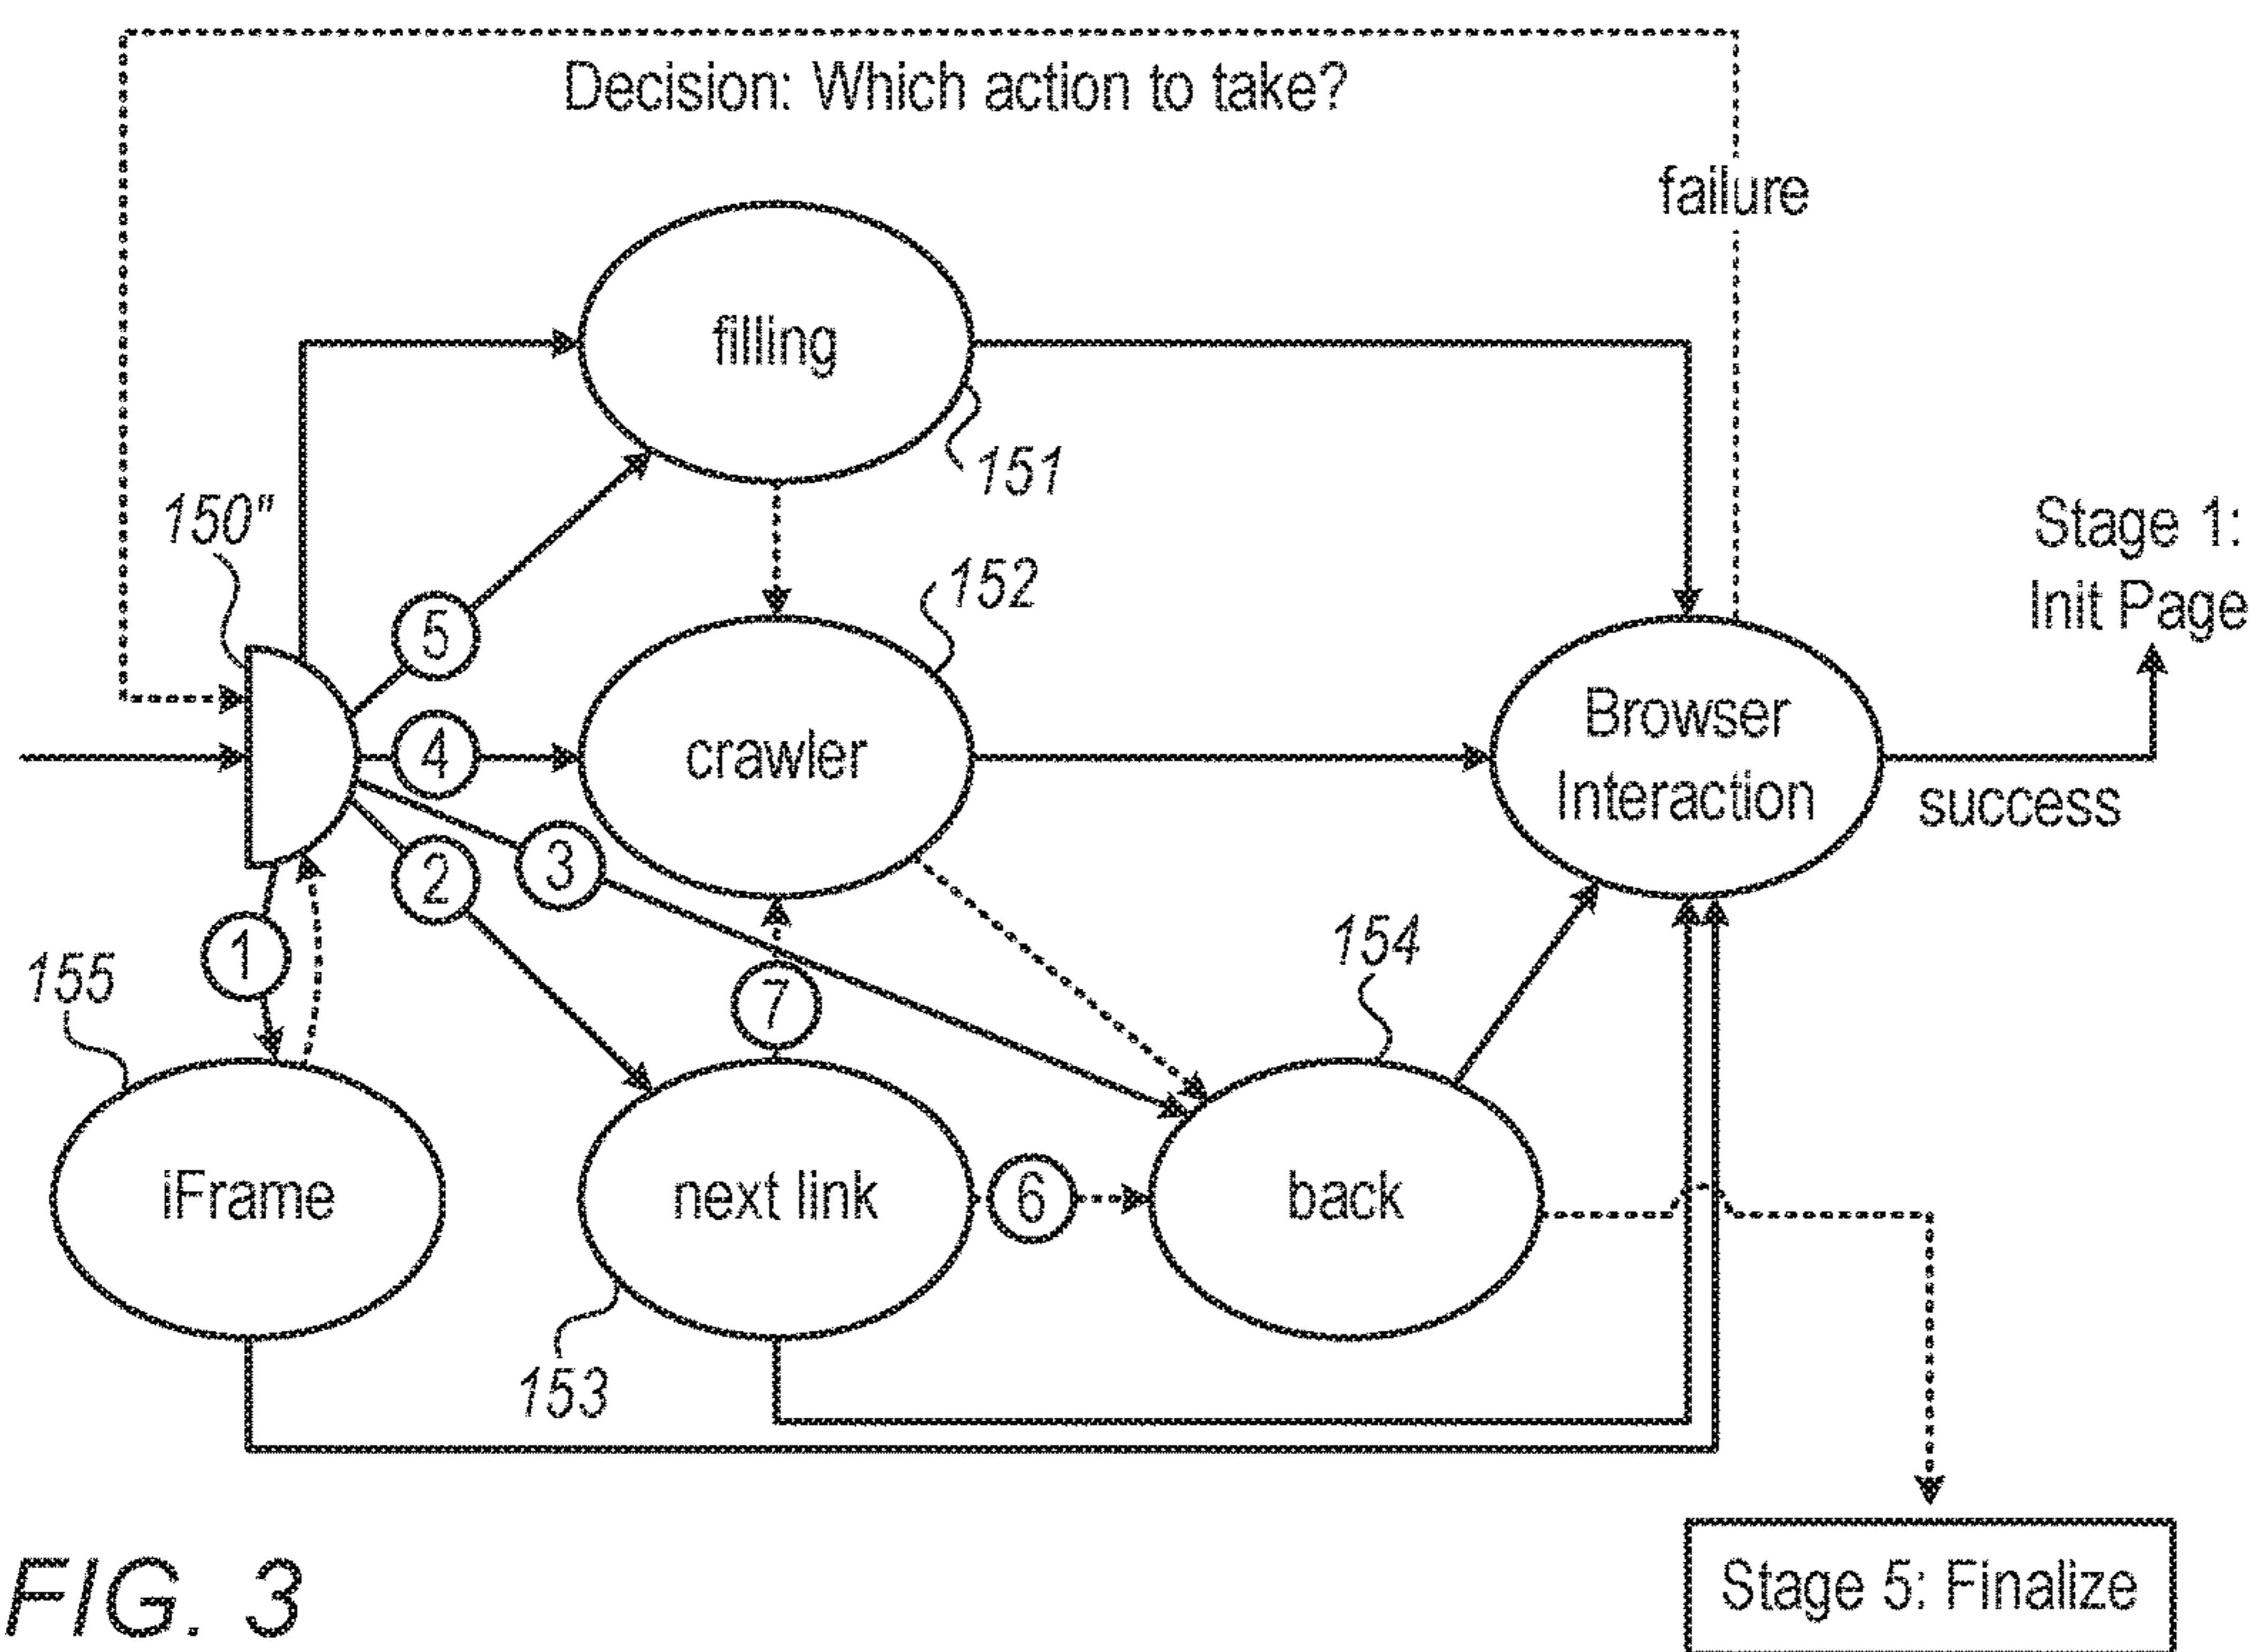 Decision: Which action to take?
failure
filling
151
150"
152
Stage 1:
Init Page
5
4
crawler
Browser
Interaction
success
3
2
1
7
155
154
iFrame
next link
6
back
153
Stage 5: Finalize
FIG. 3